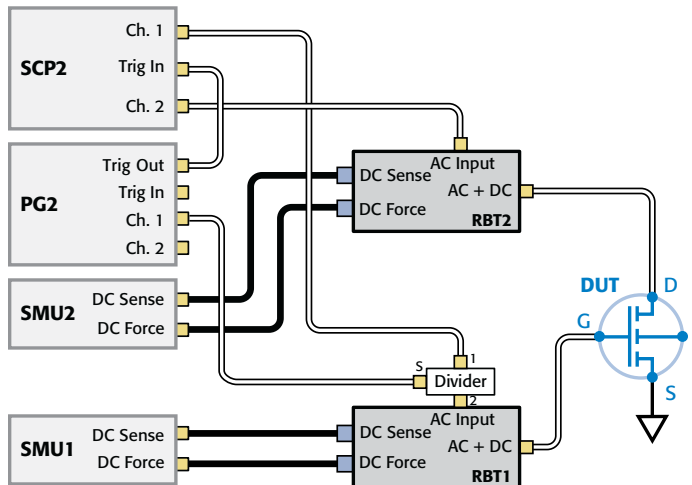 SCP2
Ch. 1
Trig In
Ch. 2
PG2
Trig Out
Trig In
Ch. 1
Ch. 2
SMU2
DC Sense
DC Force
SMU1
DC Sense
DC Force
AC Input
DC Sense
AC + DC
DC Force
RBT2
S
1
Divider
2
AC Input
DC Sense
AC + DC
DC Force
RBT1
DUT
D
G
S